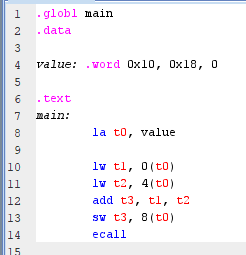 1 .globl main
2 .data
3
4 value: .word 0x10, 0x18, 0
5
6 .text
7 main:
8 la t0, value
9
10 lw t1, 0(t0)
11 lw t2, 4(t0)
12 add t3, t1, t2
13 sw t3, 8(t0)
14 ecall
15